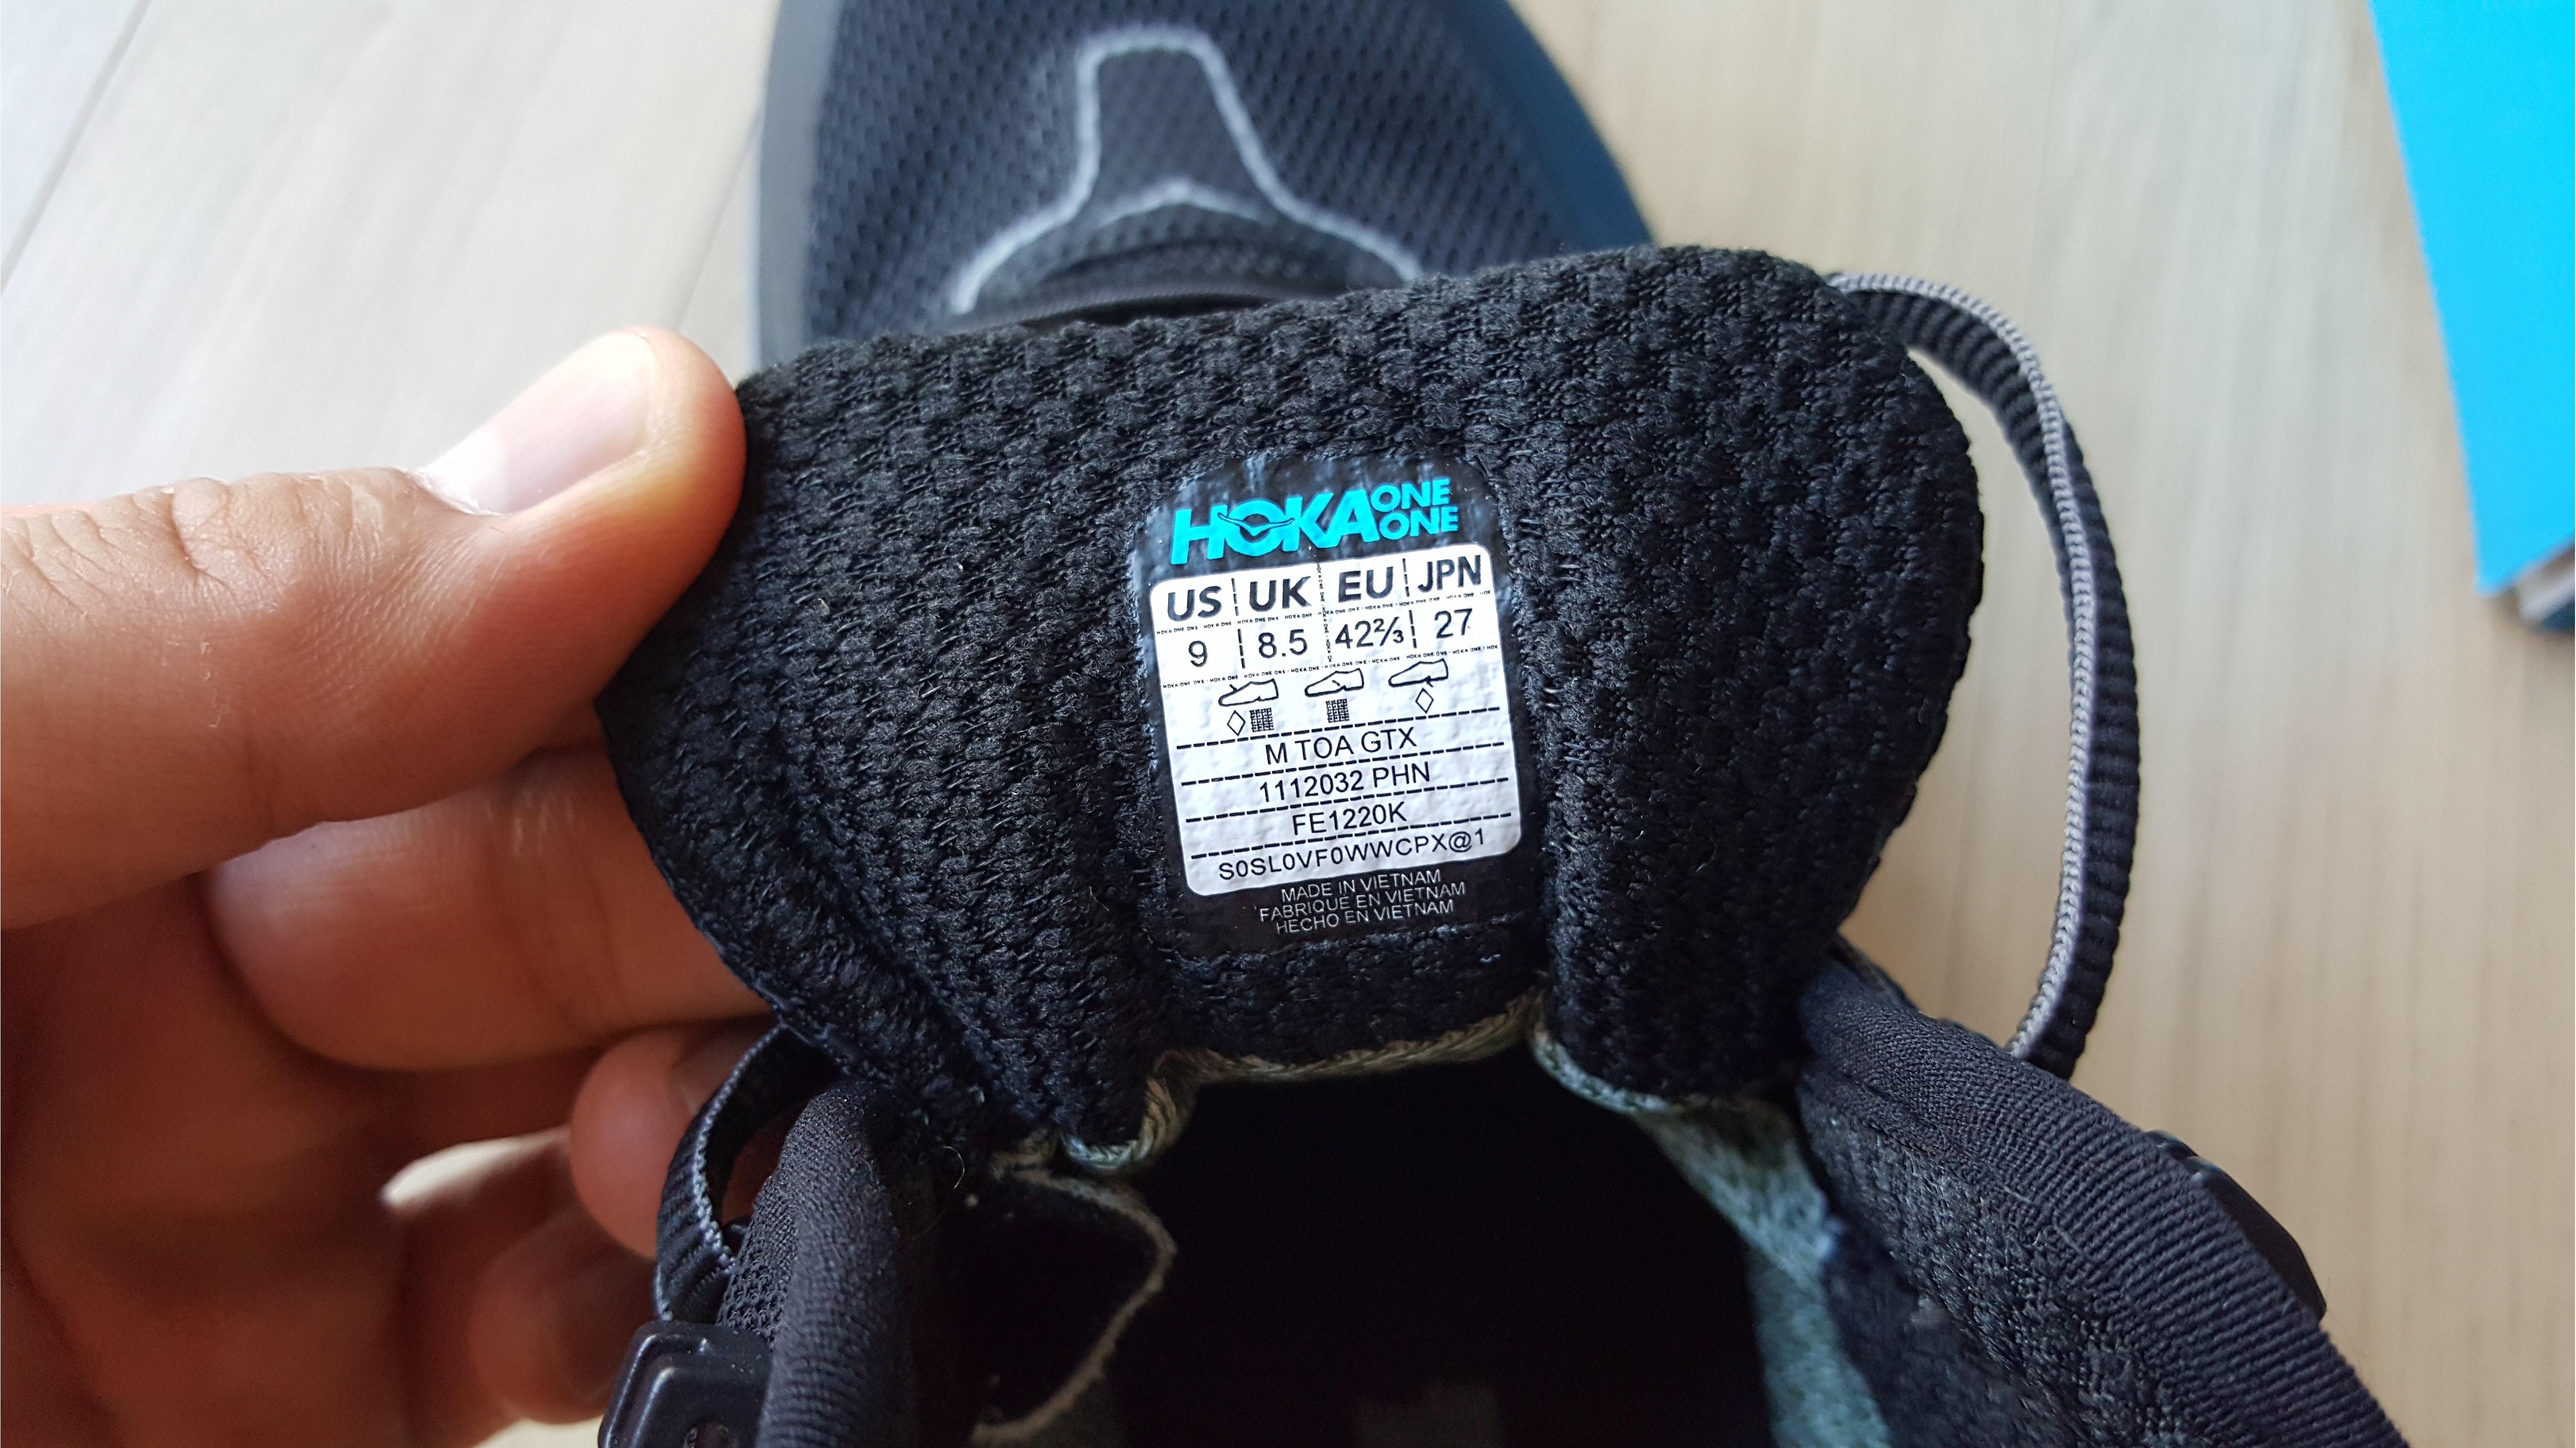 HOKA ONE ONE
US UK EU JPN
9 8.5 42⅔ 27
M TOA GTX
1112032 PHN
FE1220K
S0SL0VF0WWCPX@1
MADE IN VIETNAM
FABRIQUÉ EN VIETNAM
HECHO EN VIETNAM